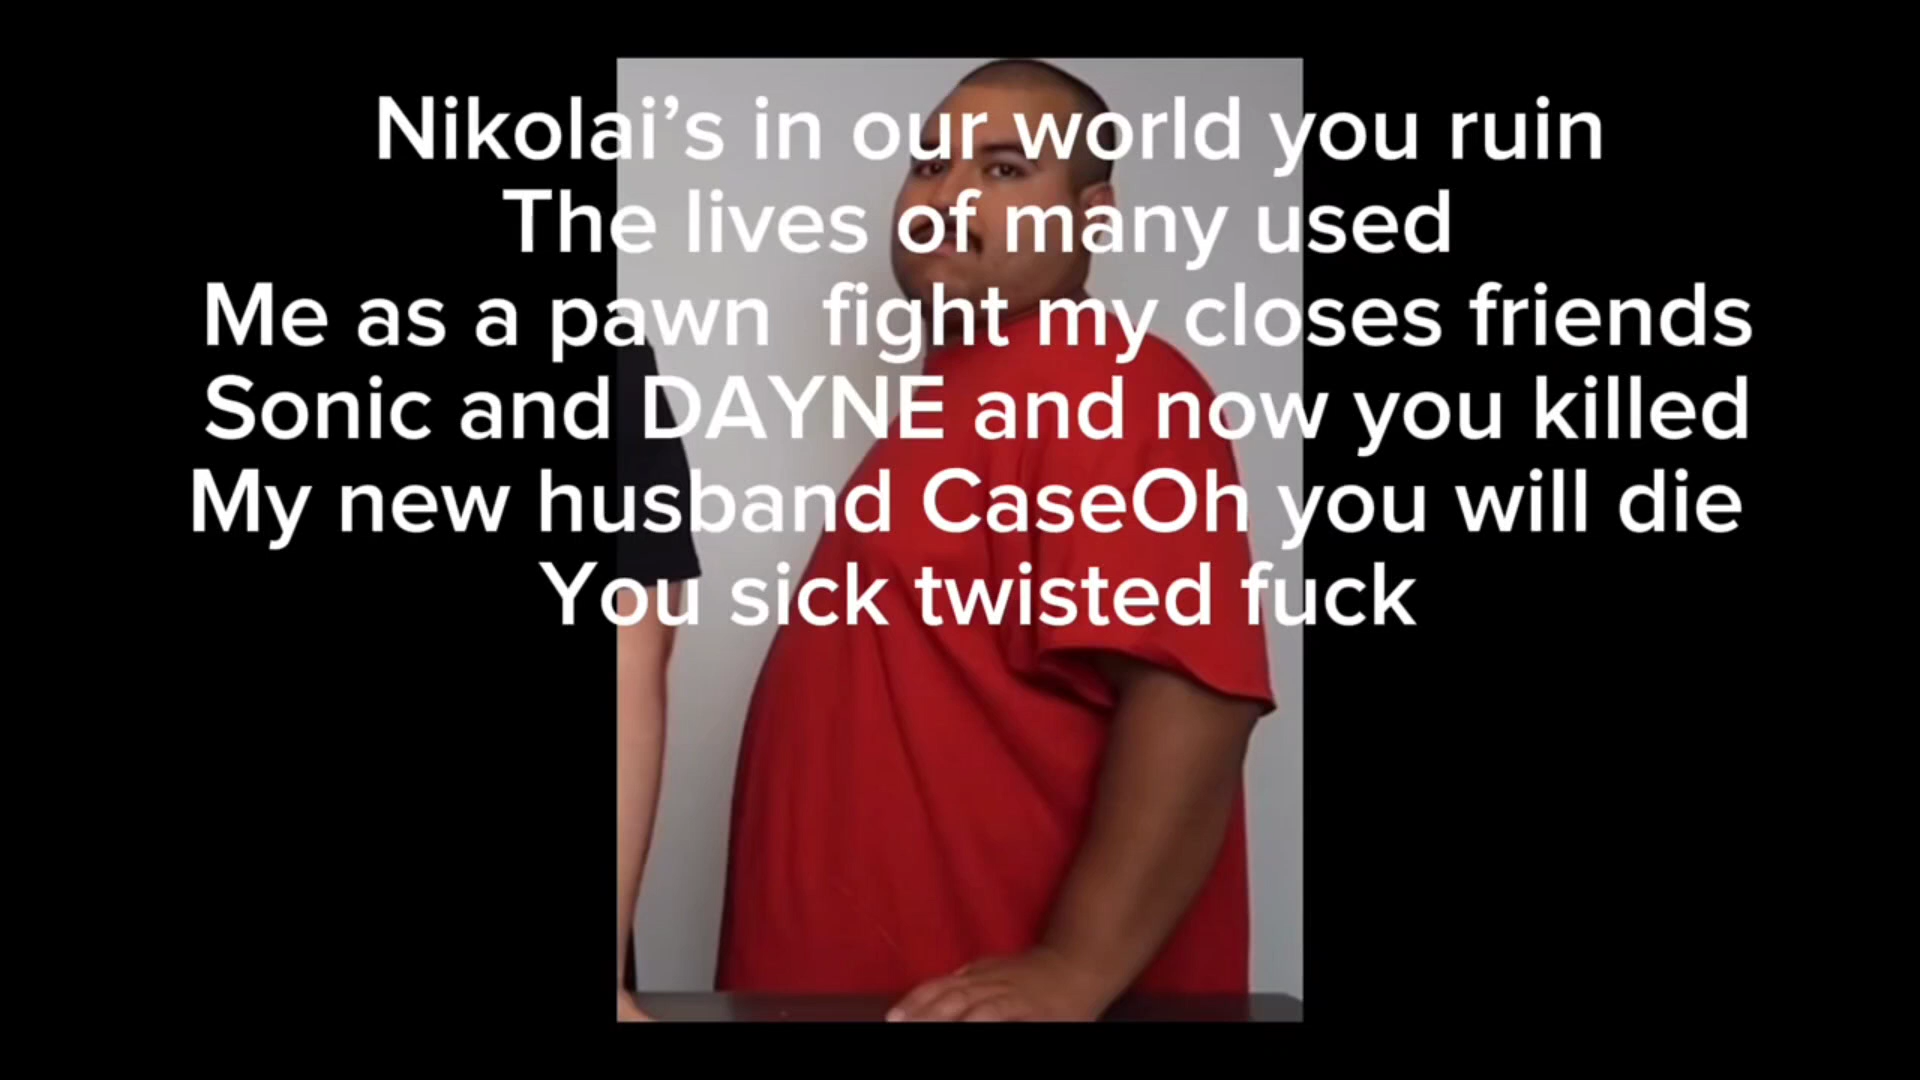 Nikolai’s in our world you ruin
The lives of many used
Me as a pawn  fight my closes friends
Sonic and DAYNE and now you killed
My new husband CaseOh you will die
You sick twisted fuck